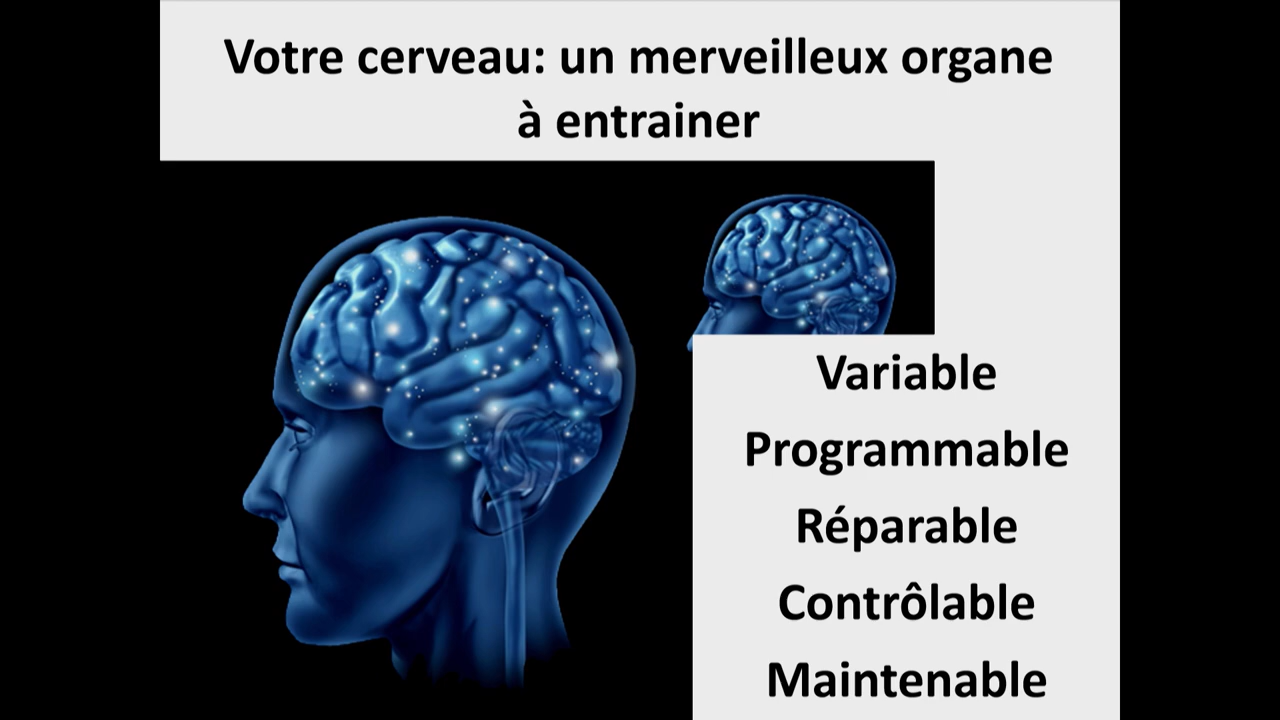 Votre cerveau: un merveilleux organe
à entrainer
Variable
Programmable
Réparable
Contrôlable
Maintenable